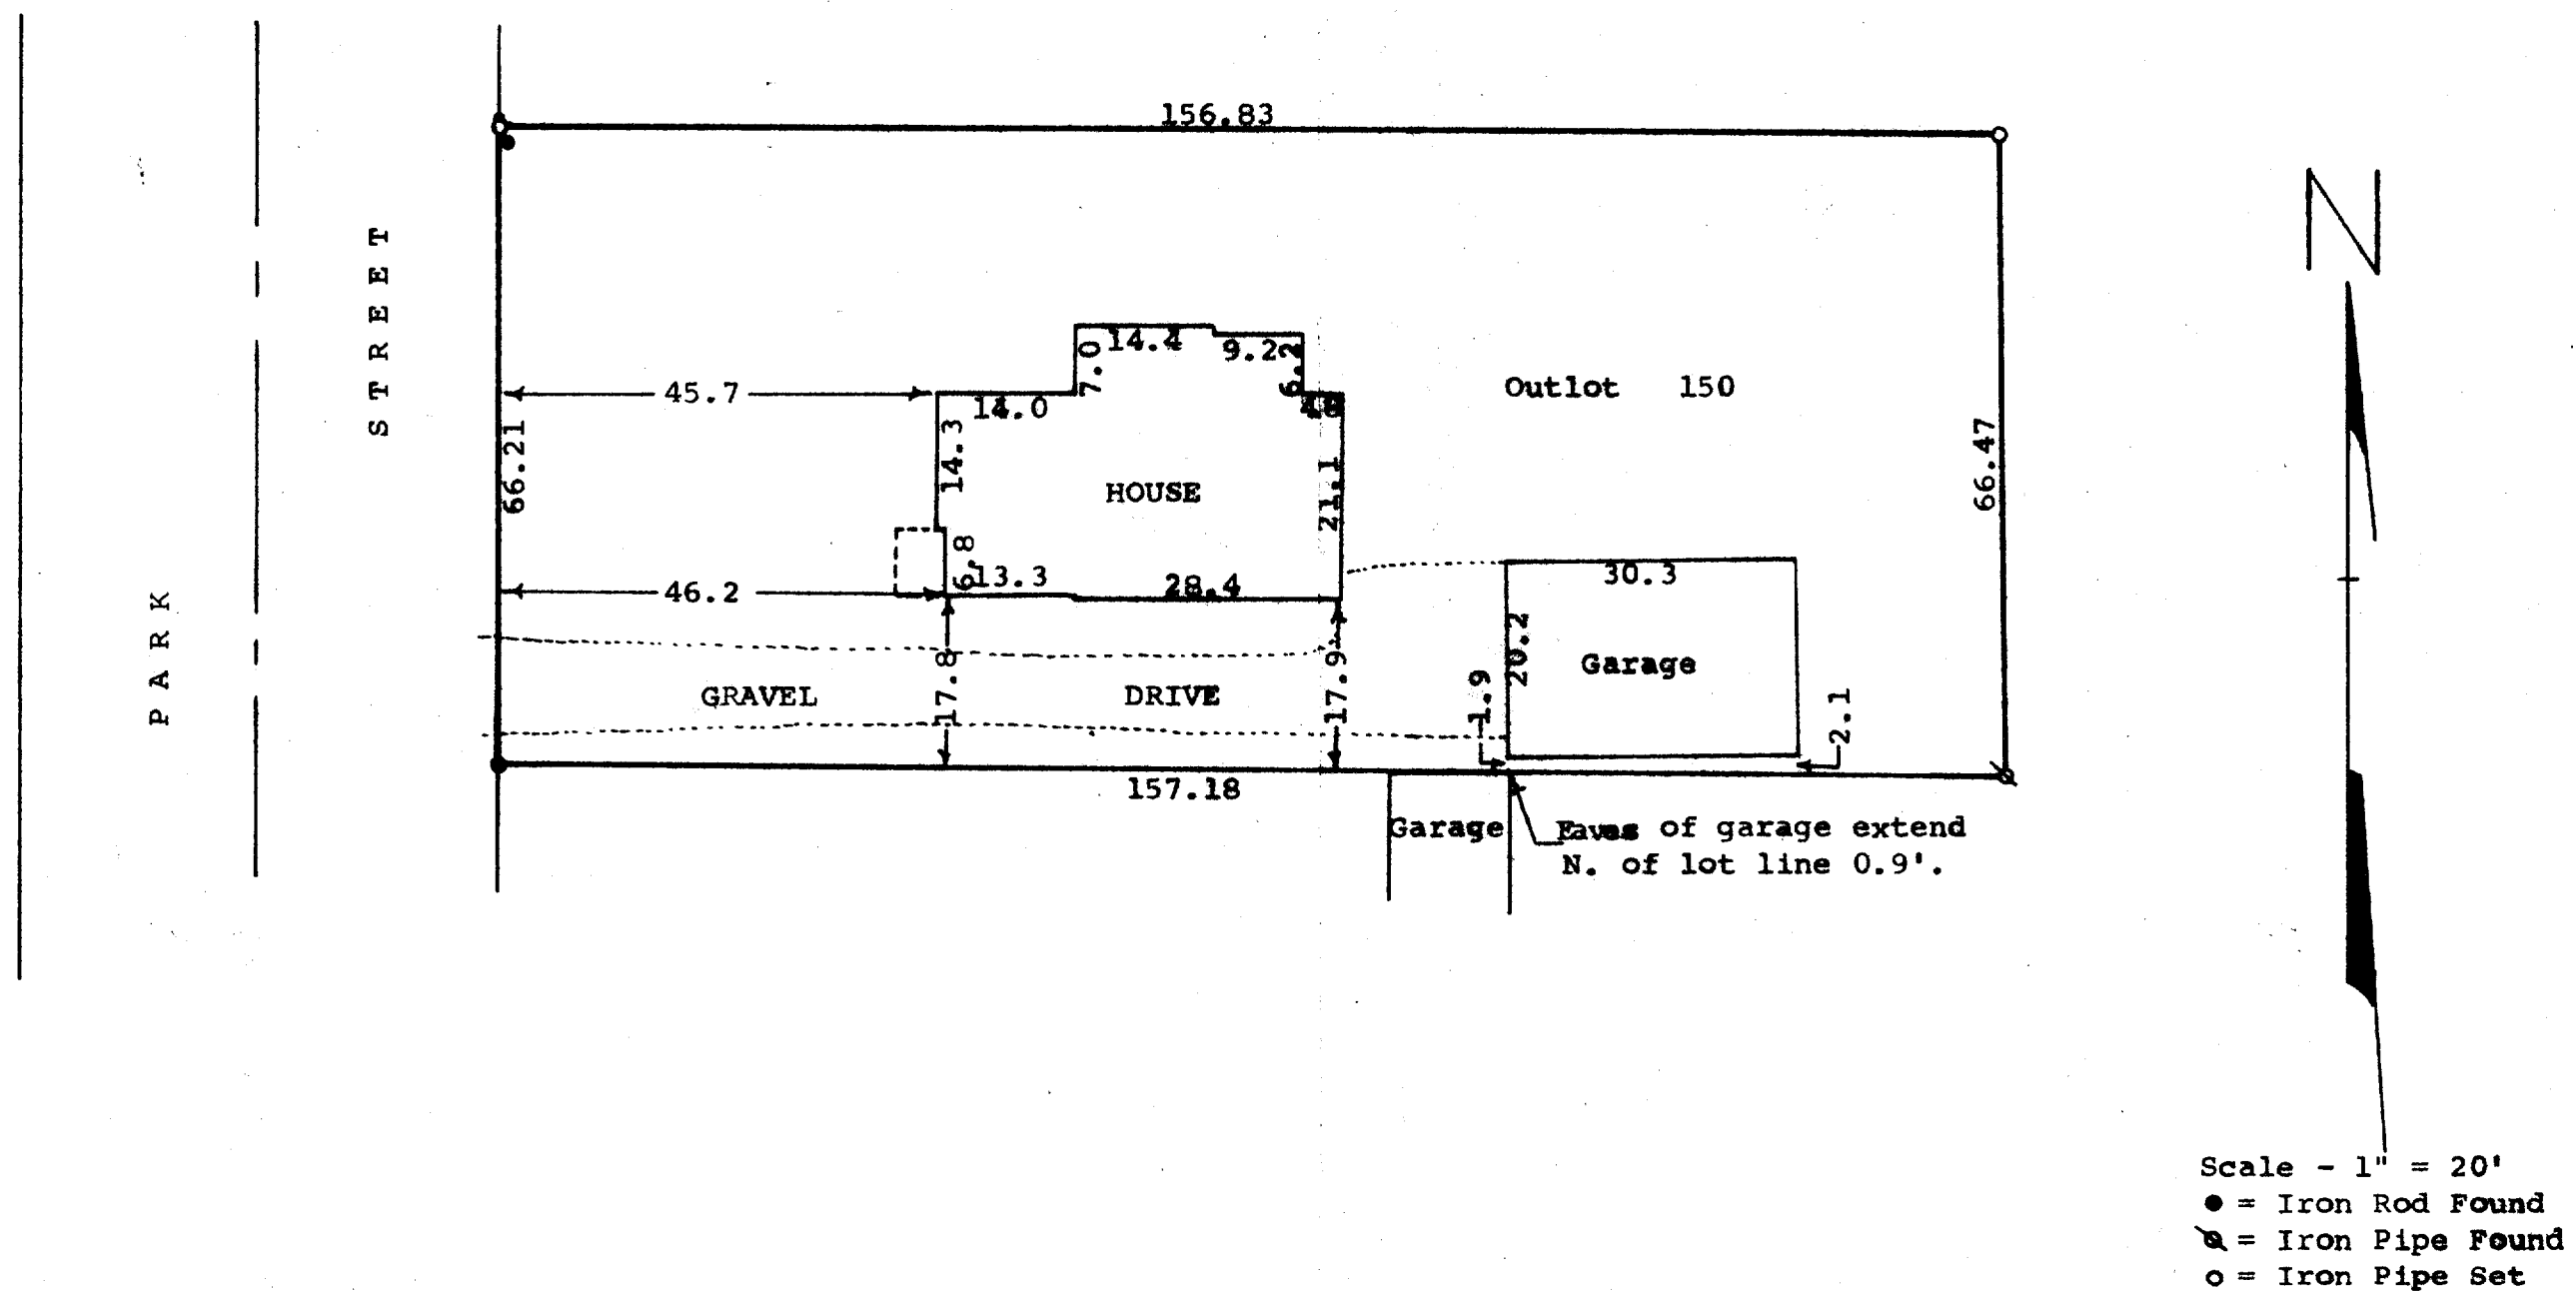 156.83
STREET
PARK
14.4
9.2
7.0
6.2
45.7
14.0
Outlot 150
66.21
14.3
HOUSE
21.1
66.47
6.8
13.3
28.4
46.2
30.3
20.2
Garage
17.8
17.9
1.9
2.1
GRAVEL DRIVE
157.18
Garage
Eaves of garage extend
N. of lot line 0.9'.
N
Scale - 1" = 20'
● = Iron Rod Found
= Iron Pipe Found
o = Iron Pipe Set